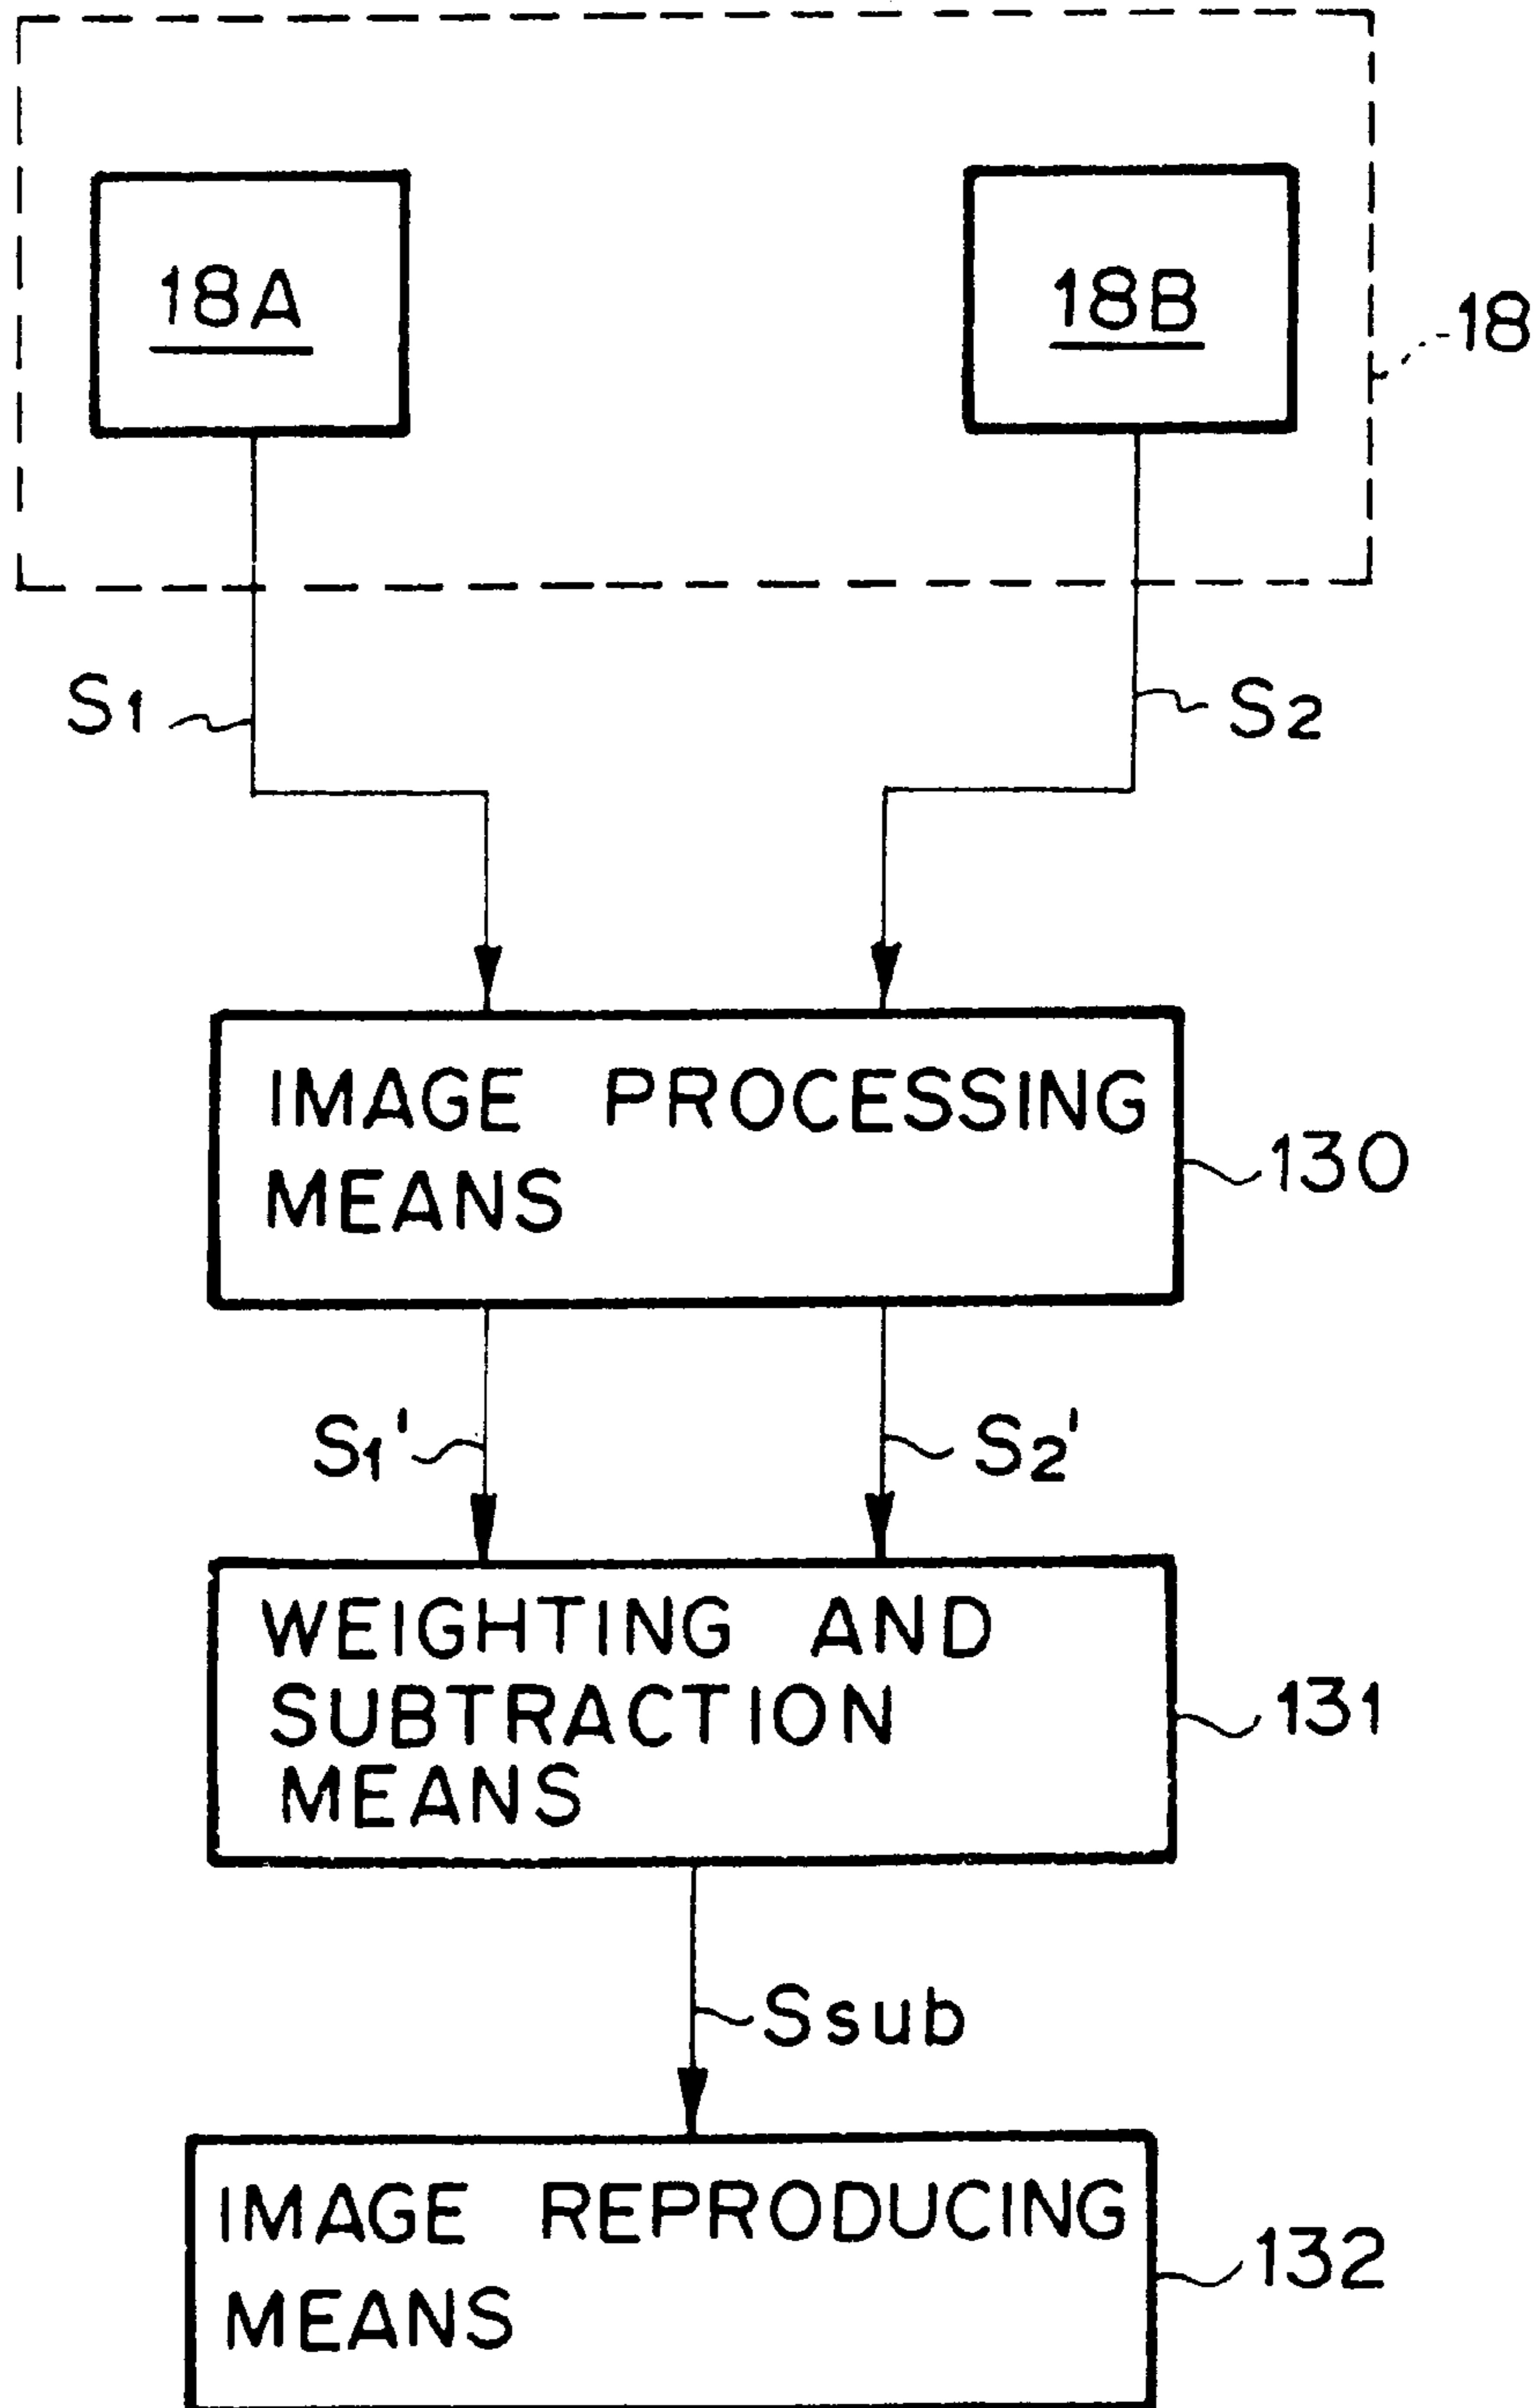 18A
18B
18
S1
S2
IMAGE PROCESSING
MEANS
130
S1'
S2'
WEIGHTING AND
SUBTRACTION
MEANS
131
Ssub
IMAGE REPRODUCING
MEANS
132